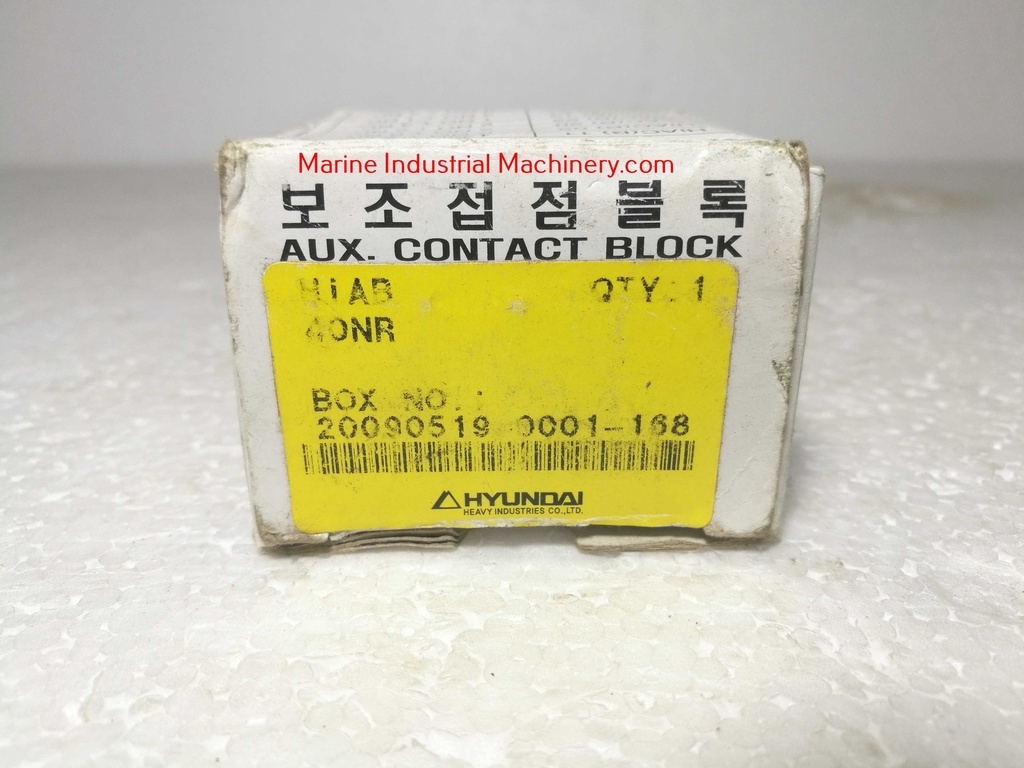 Marine Industrial Machinery.com
보조접점블록
AUX. CONTACT BLOCK
HiAB QTY: 1
40NR
BOX NO.:
20090519 0001-168
HYUNDAI
HEAVY INDUSTRIES CO.,LTD.